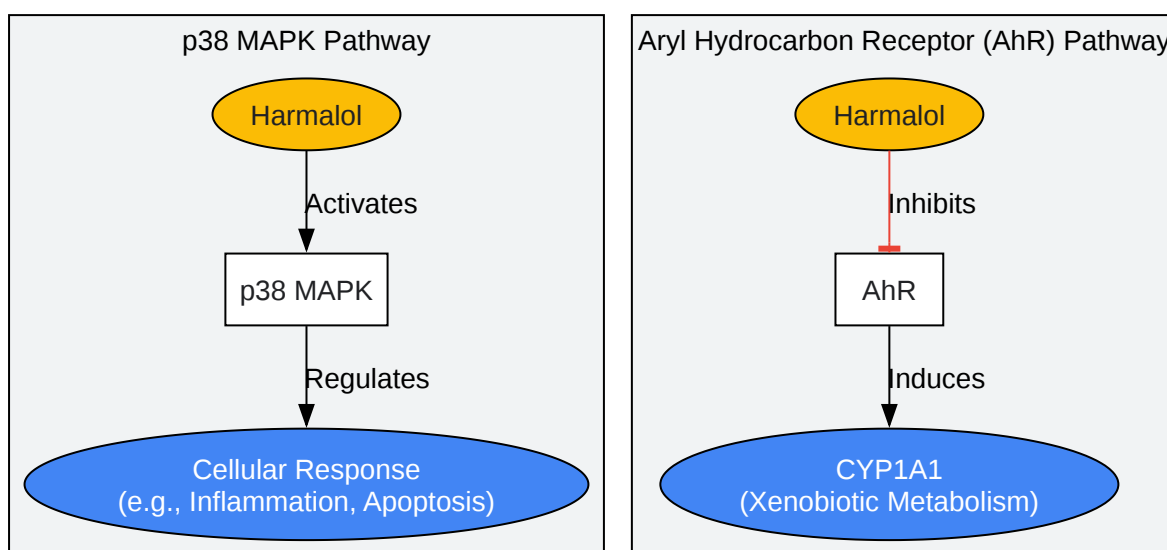 p38 MAPK Pathway
Harmalol
Activates
p38 MAPK
Regulates
Cellular Response
(e.g., Inflammation, Apoptosis)
Aryl Hydrocarbon Receptor (AhR) Pathway
Harmalol
Inhibits
AhR
Induces
CYP1A1
(Xenobiotic Metabolism)